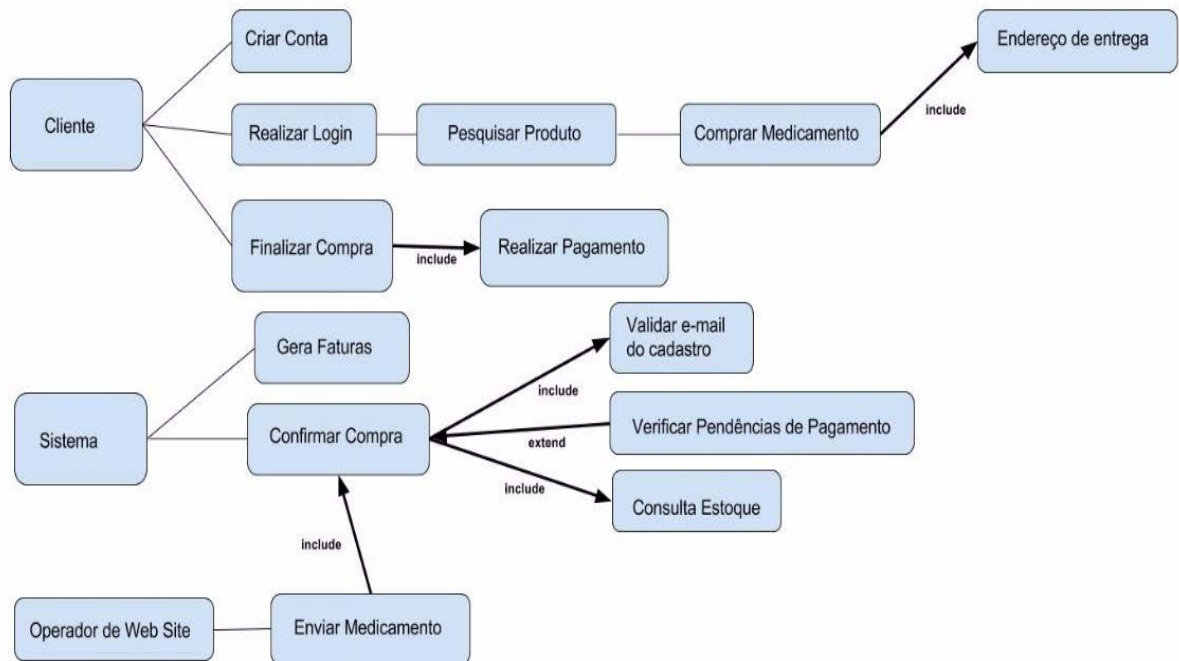 Criar Conta
Endereço de entrega
Cliente
Realizar Login
Pesquisar Produto
Comprar Medicamento
include
Finalizar Compra
include
Realizar Pagamento
Gera Faturas
Validar e-mail
do cadastro
include
Sistema
Confirmar Compra
extend
Verificar Pendências de Pagamento
include
Consulta Estoque
include
Operador de Web Site
Enviar Medicamento